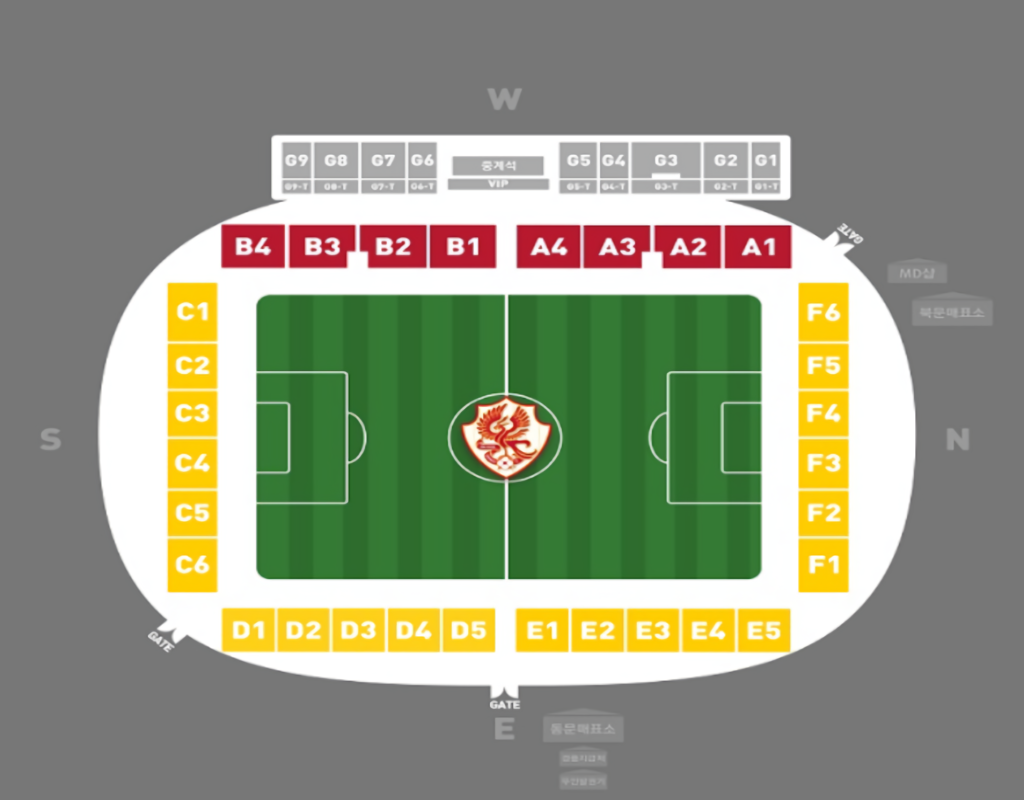 W
G9 G8 G7 G6 중계석 G5 G4 G3 G2 G1
G9-T G8-T G7-T G6-T VIP G5-T G4-T G3-T G2-T G1-T
GATE
B4 B3 B2 B1 A4 A3 A2 A1
MD샵
북문매표소
C1 F6
C2 F5
C3 F4
S N
C4 F3
C5 F2
C6 F1
D1 D2 D3 D4 D5 E1 E2 E3 E4 E5
GATE
GATE
E
동문매표소